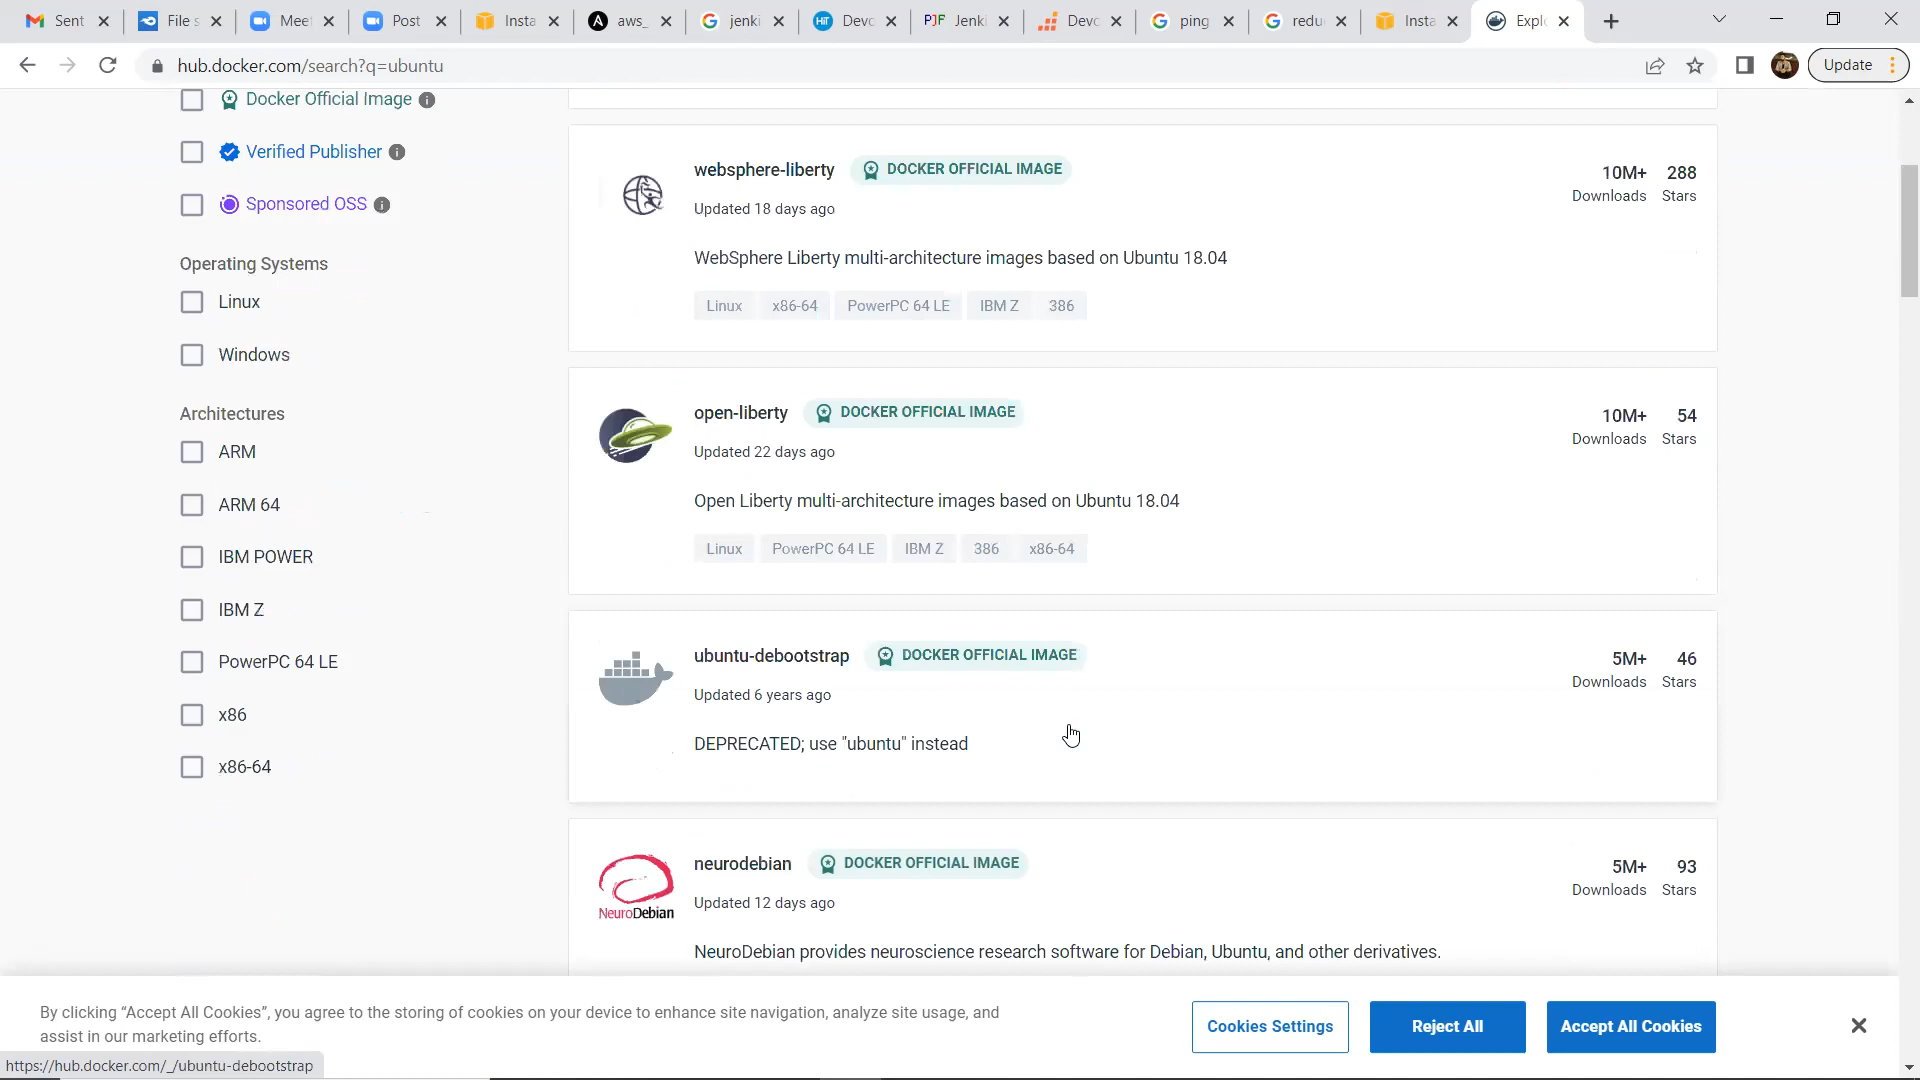 Sent
File s
Meet
Post
Insta
aws_
jenki
Devo
PJF Jenki
Devo
ping
redu
Insta
Explo
hub.docker.com/search?q=ubuntu
Update
Docker Official Image
Verified Publisher
Sponsored OSS
Operating Systems
Linux
Windows
Architectures
ARM
ARM 64
IBM POWER
IBM Z
PowerPC 64 LE
x86
x86-64
websphere-liberty DOCKER OFFICIAL IMAGE
10M+ 288
Downloads Stars
Updated 18 days ago
WebSphere Liberty multi-architecture images based on Ubuntu 18.04
Linux x86-64 PowerPC 64 LE IBM Z 386
open-liberty DOCKER OFFICIAL IMAGE
10M+ 54
Downloads Stars
Updated 22 days ago
Open Liberty multi-architecture images based on Ubuntu 18.04
Linux PowerPC 64 LE IBM Z 386 x86-64
ubuntu-debootstrap DOCKER OFFICIAL IMAGE
5M+ 46
Downloads Stars
Updated 6 years ago
DEPRECATED; use "ubuntu" instead
NeuroDebian
neurodebian DOCKER OFFICIAL IMAGE
5M+ 93
Downloads Stars
Updated 12 days ago
NeuroDebian provides neuroscience research software for Debian, Ubuntu, and other derivatives.
By clicking “Accept All Cookies”, you agree to the storing of cookies on your device to enhance site navigation, analyze site usage, and
assist in our marketing efforts.
Cookies Settings
Reject All
Accept All Cookies
https://hub.docker.com/_/ubuntu-debootstrap